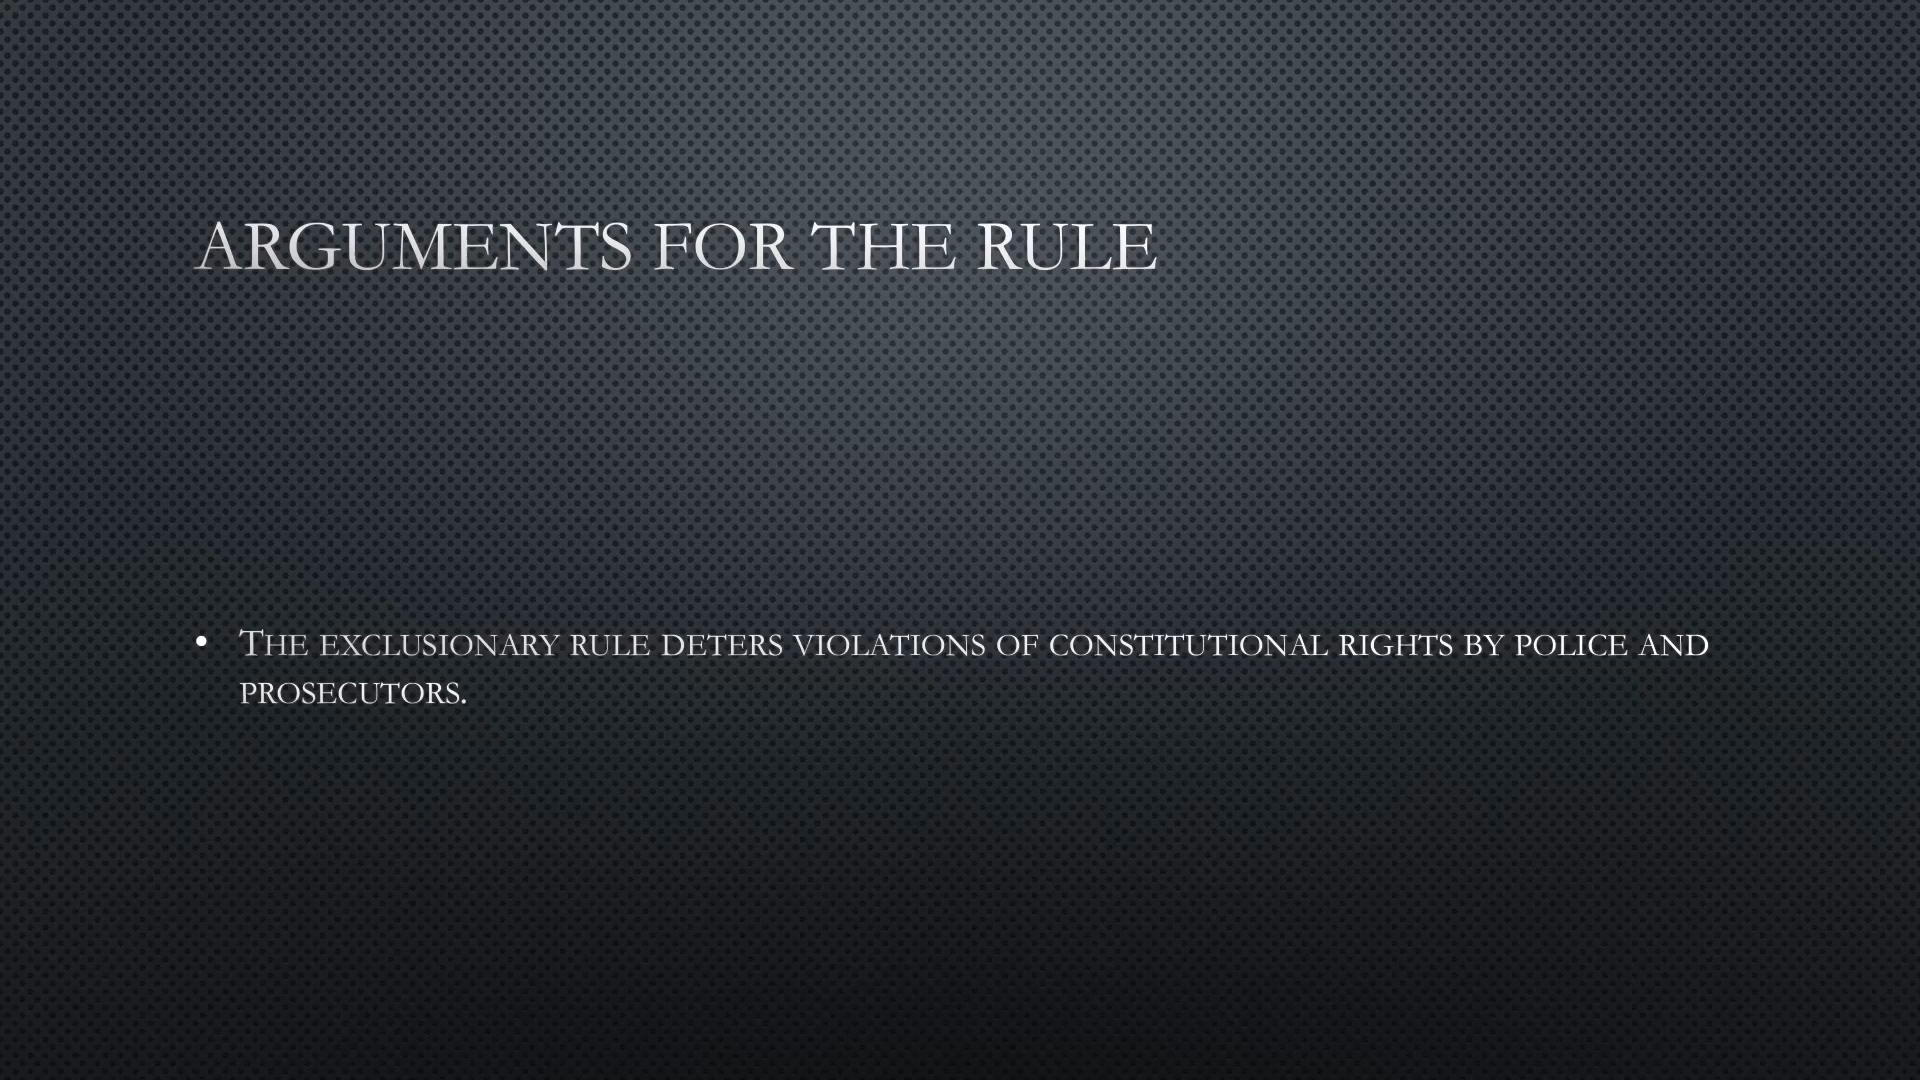 ARGUMENTS FOR THE RULE
• THE EXCLUSIONARY RULE DETERS VIOLATIONS OF CONSTITUTIONAL RIGHTS BY POLICE AND
PROSECUTORS.